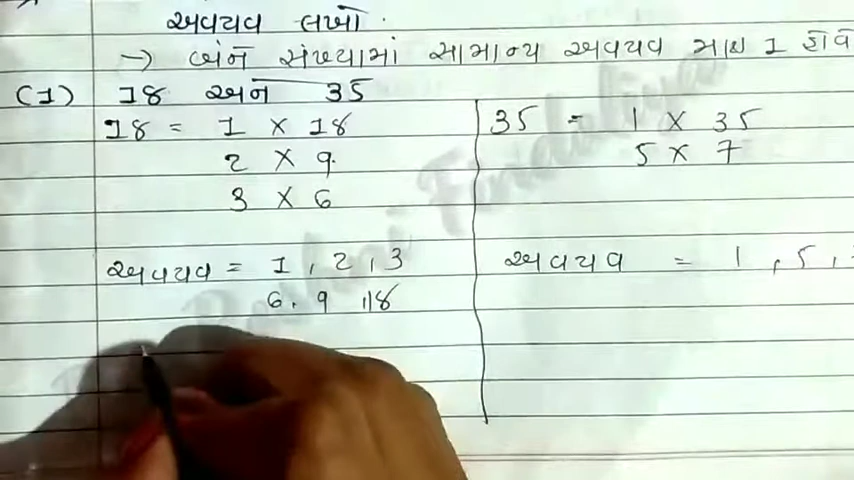 અવયવ લખો.
→ બંને સંખ્યામાં સામાન્ય અવયવ માત્ર 1 હોવ
(1) 18 અને 35
18 = 1 X 18
2 X 9
3 X 6
અવયવ = 1, 2, 3
6, 9, 18
35 = 1 X 35
5 X 7
અવયવ = 1, 5,